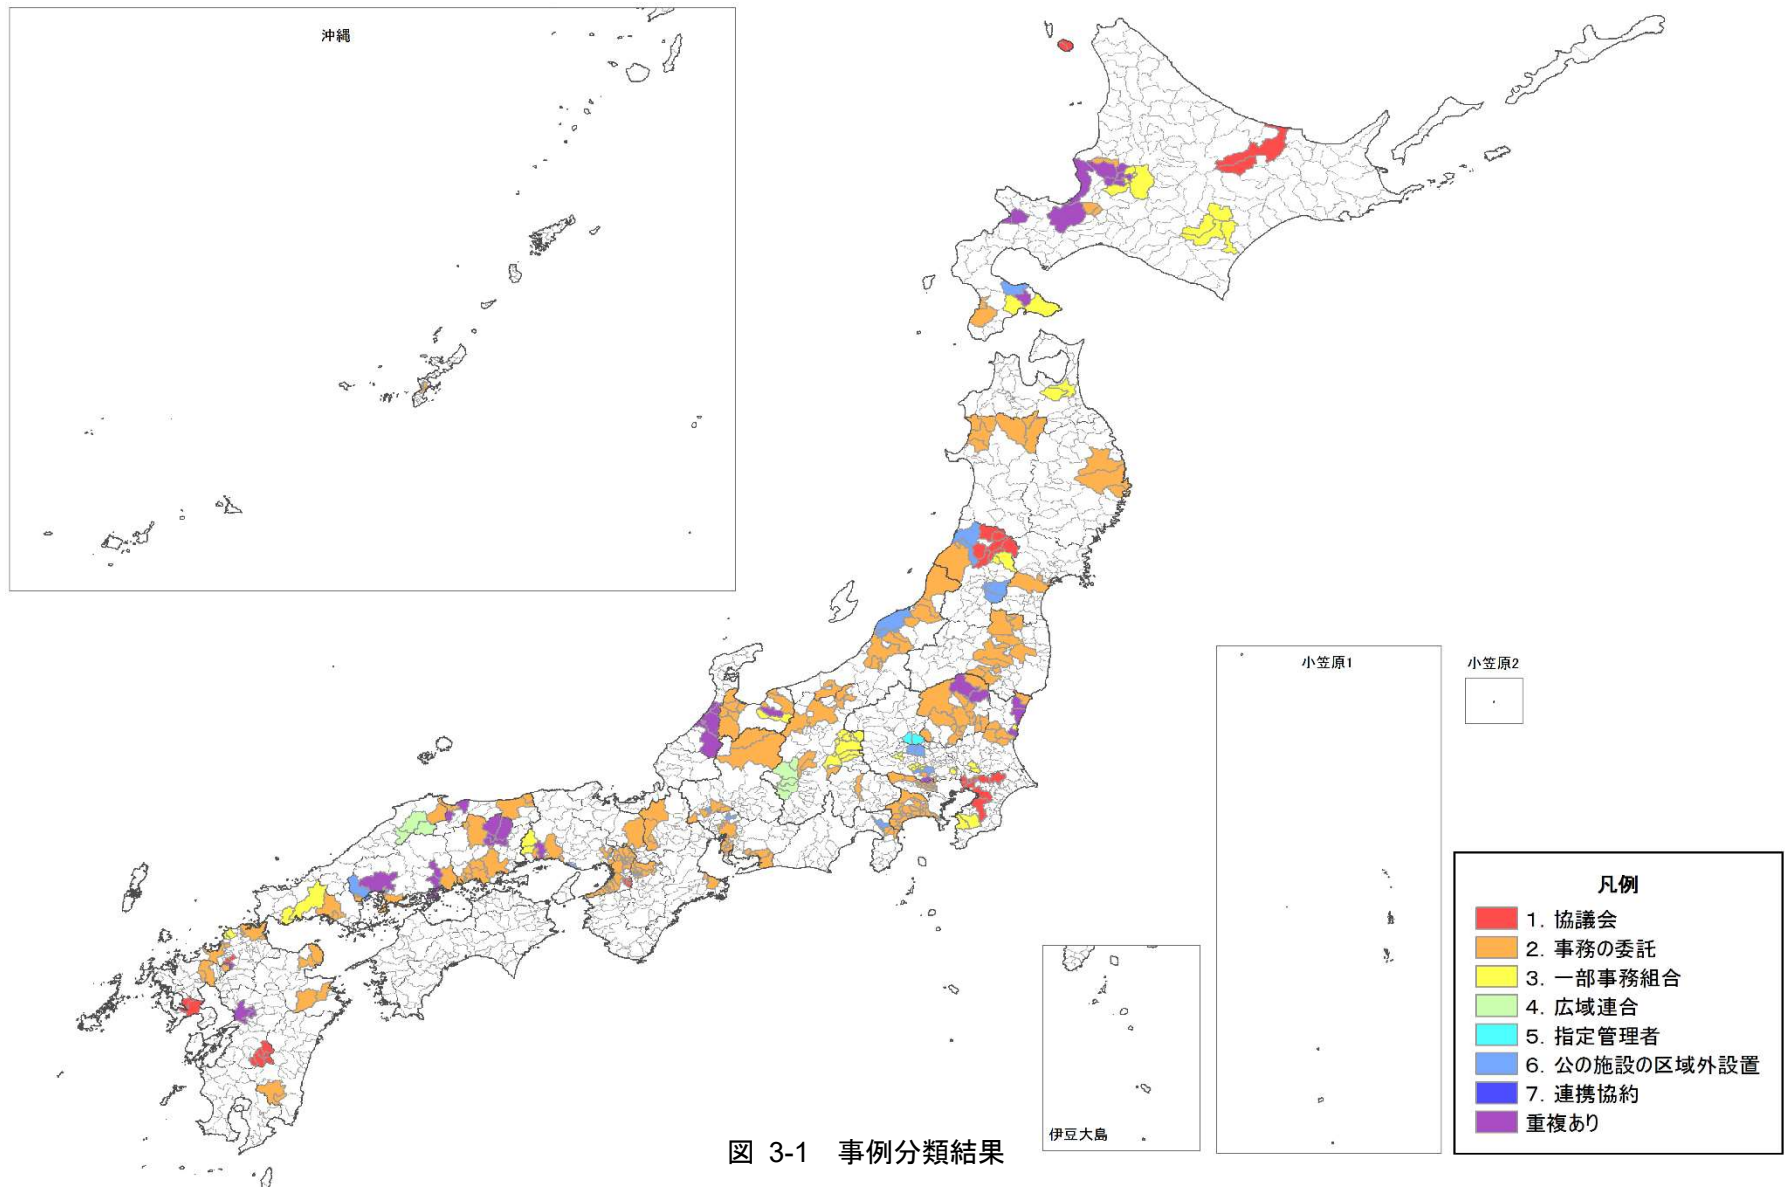 沖縄
小笠原1
小笠原2
伊豆大島
凡例
1. 協議会
2. 事務の委託
3. 一部事務組合
4. 広域連合
5. 指定管理者
6. 公の施設の区域外設置
7. 連携協約
重複あり
図 3-1 事例分類結果